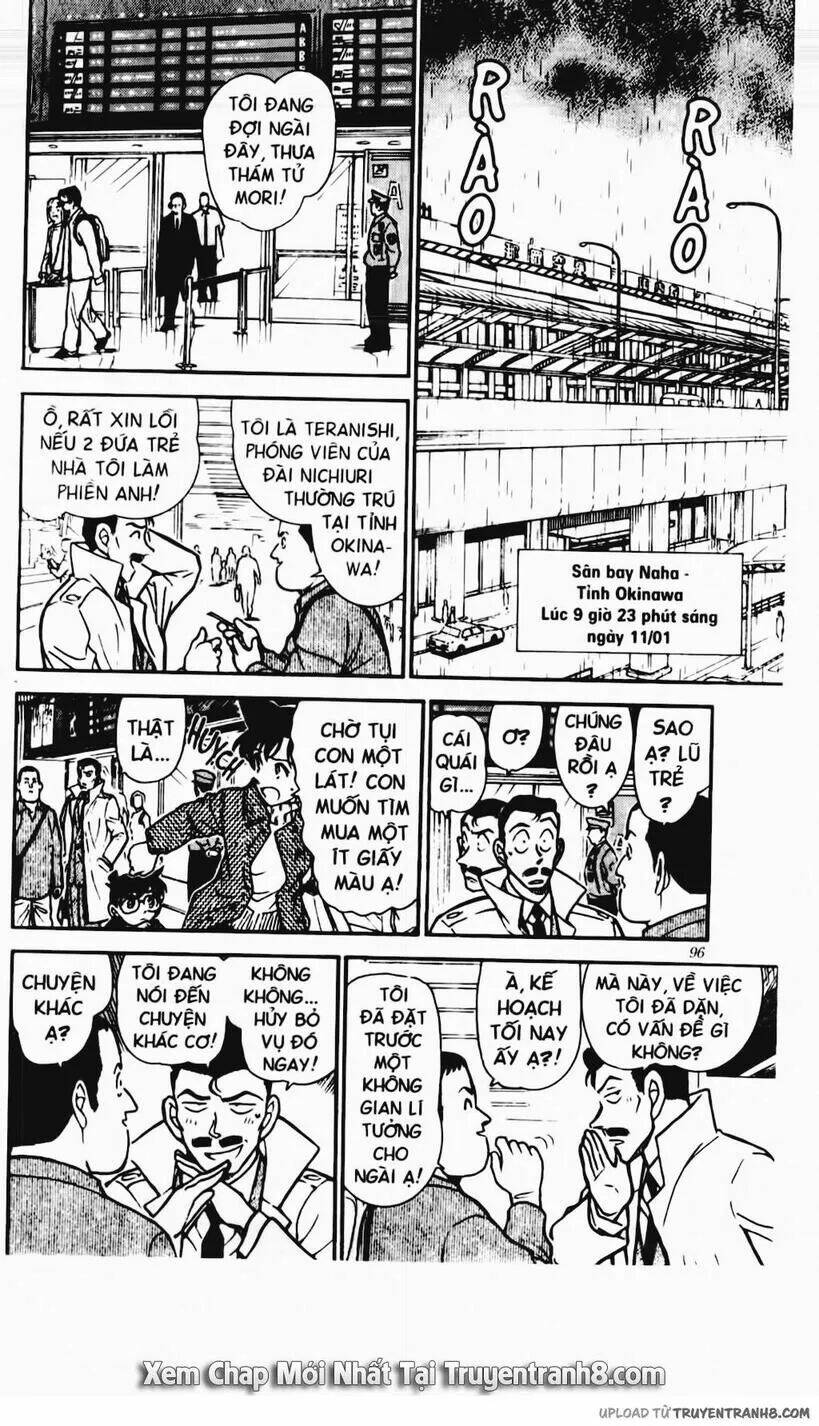 RÀO
RÀO
Sân bay Naha -
Tỉnh Okinawa
Lúc 9 giờ 23 phút sáng
ngày 11/01
TÔI ĐANG
ĐỢI NGÀI
ĐÂY, THƯA
THÁM TỬ
MORI!
A
TÔI LÀ TERANISHI,
PHÓNG VIÊN CỦA
ĐÀI NICHIURI
THƯỜNG TRÚ
TẠI TỈNH
OKINA-
WA!
Ồ, RẤT XIN LỖI
NẾU 2 ĐỨA TRẺ
NHÀ TÔI LÀM
PHIỀN ANH!
SAO
Ạ? LŨ
TRẺ
?
CHÚNG
ĐÂU
RỒI Ạ
?
Ơ?
CÁI
QUÁI
GÌ...
CHỜ TỤI
CON MỘT
LÁT! CON
MUỐN TÌM
MUA MỘT
ÍT GIẤY
MÀU Ạ!
HUỴCH
THẬT
LÀ...
96
MÀ NÀY, VỀ VIỆC
TÔI ĐÃ DẶN,
CÓ VẤN ĐỀ GÌ
KHÔNG?
À, KẾ
HOẠCH
TỐI NAY
ẤY Ạ?!
TÔI
ĐÃ ĐẶT
TRƯỚC
MỘT
KHÔNG
GIAN LÍ
TƯỞNG
CHO
NGÀI Ạ!
KHÔNG
KHÔNG...
HỦY BỎ
VỤ ĐÓ
NGAY!
TÔI ĐANG
NÓI ĐẾN
CHUYỆN
KHÁC CƠ!
CHUYỆN
KHÁC
Ạ?
Xem Chap Mới Nhất Tại Truyentranh8.com
UPLOAD TỪ TRUYENTRANH8.COM